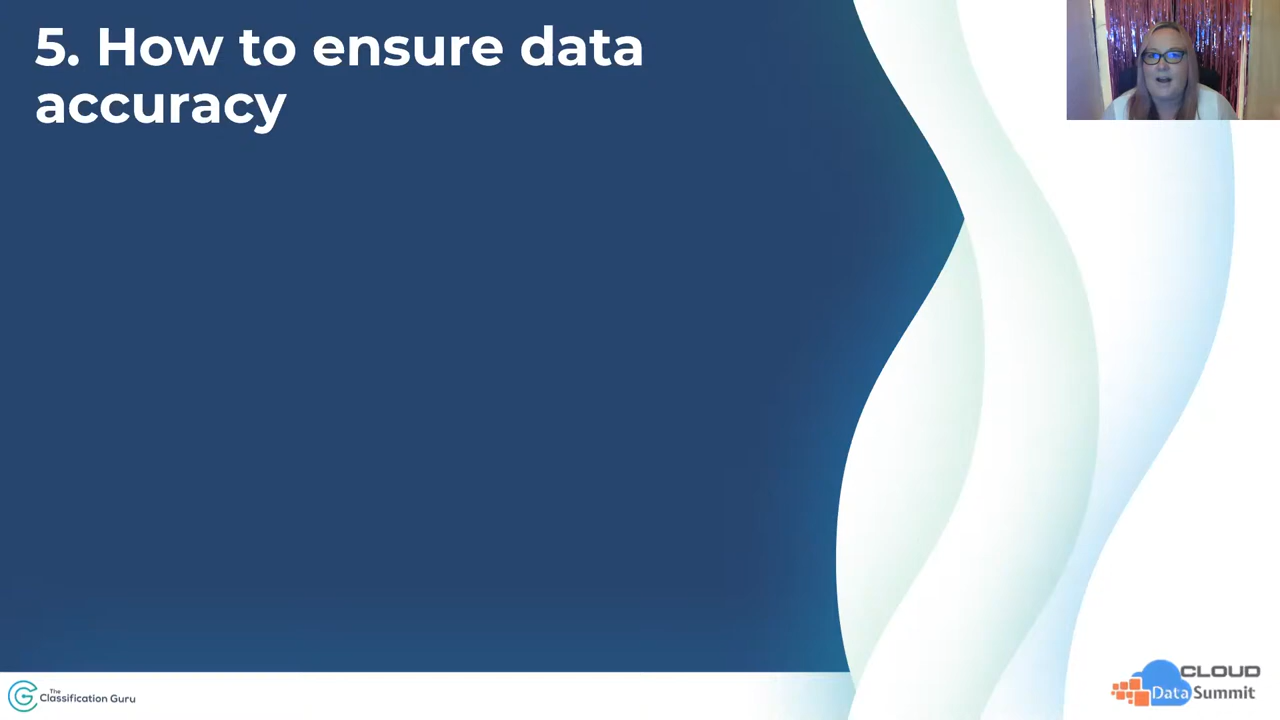 5. How to ensure data
accuracy
The
Classification Guru
CLOUD
Data Summit